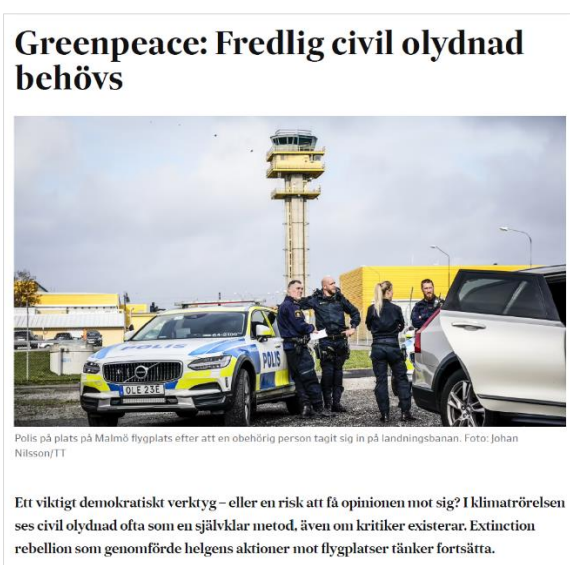 Greenpeace: Fredlig civil olydnad
behövs
POLIS
POLIS
OLE 23E
Polis på plats på Malmö flygplats efter att en obehörig person tagit sig in på landningsbanan. Foto: Johan
Nilsson/TT
Ett viktigt demokratiskt verktyg – eller en risk att få opinionen mot sig? I klimatrörelsen
ses civil olydnad ofta som en självklar metod, även om kritiker existerar. Extinction
rebellion som genomförde helgens aktioner mot flygplatser tänker fortsätta.